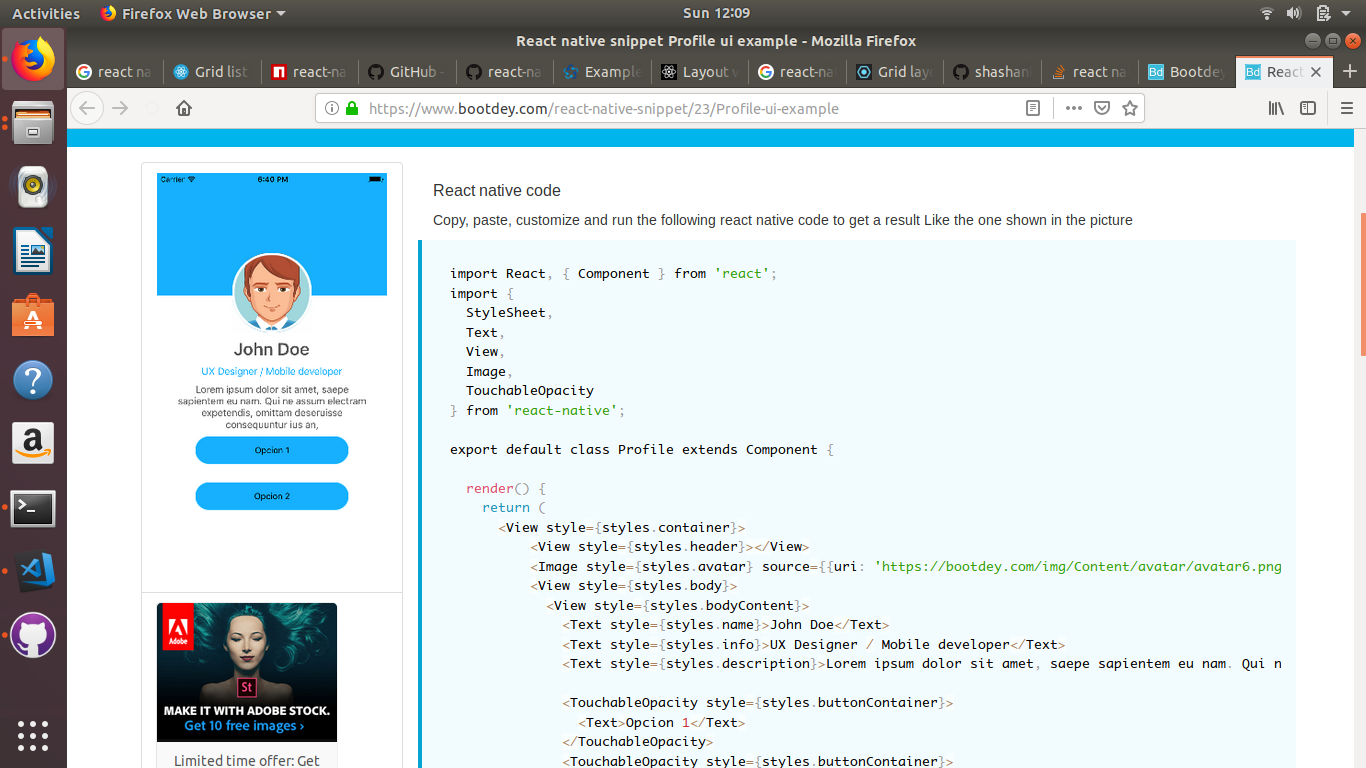 Activities Firefox Web Browser Sun 12:09
React native snippet Profile ui example - Mozilla Firefox
react na Grid list react-na GitHub - react-na Example Layout w react-na Grid layo shashan react na Bootdey React
https://www.bootdey.com/react-native-snippet/23/Profile-ui-example
Carrier 6:40 PM
John Doe
UX Designer / Mobile developer
Lorem ipsum dolor sit amet, saepe
sapientem eu nam. Qui ne assum electram
expetendis, omittam deseruisse
consequuntur ius an,
Opcion 1
Opcion 2
Adobe
St
MAKE IT WITH ADOBE STOCK.
Get 10 free images ›
Limited time offer: Get
React native code
Copy, paste, customize and run the following react native code to get a result Like the one shown in the picture
import React, { Component } from 'react';
import {
StyleSheet,
Text,
View,
Image,
TouchableOpacity
} from 'react-native';
export default class Profile extends Component {
render() {
return (
<View style={styles.container}>
<View style={styles.header}></View>
<Image style={styles.avatar} source={{uri: 'https://bootdey.com/img/Content/avatar/avatar6.png
<View style={styles.body}>
<View style={styles.bodyContent}>
<Text style={styles.name}>John Doe</Text>
<Text style={styles.info}>UX Designer / Mobile developer</Text>
<Text style={styles.description}>Lorem ipsum dolor sit amet, saepe sapientem eu nam. Qui n
<TouchableOpacity style={styles.buttonContainer}>
<Text>Opcion 1</Text>
</TouchableOpacity>
<TouchableOpacity style={styles.buttonContainer}>